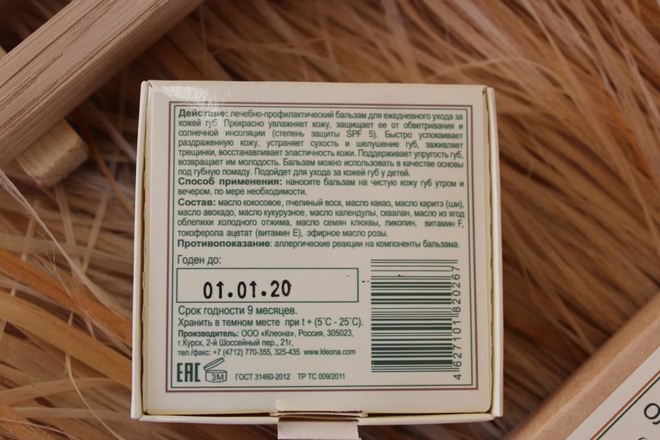 Действие: лечебно-профилактический бальзам для ежедневного ухода за
кожей губ. Прекрасно увлажняет кожу, защищает ее от обветривания и
солнечной инсоляции (степень защиты SPF 5). Быстро успокаивает
раздраженную кожу, устраняет сухость и шелушение губ, заживляет
трещинки, восстанавливает эластичность кожи. Поддерживает упругость губ,
возвращает им молодость. Бальзам можно использовать в качестве основы
под губную помаду. Подойдет для ухода за кожей губ у детей.
Способ применения: наносите бальзам на чистую кожу губ утром и
вечером, по мере необходимости.
Состав: масло кокосовое, пчелиный воск, масло какао, масло каритэ (ши),
масло авокадо, масло кукурузное, масло календулы, сквалан, масло из ягод
облепихи холодного отжима, масло семян клюквы, ликопин, витамин F,
токоферола ацетат (витамин Е), эфирное масло розы.
Противопоказание: аллергические реакции на компоненты бальзама.
Годен до:
01.01.20
Срок годности 9 месяцев.
Хранить в темном месте при t + (5°С - 25°С).
Производитель: ООО «Клеона», Россия, 305023,
г.Курск, 2-й Шоссейный пер., 21г,
тел./факс: +7 (4712) 770-355, 325-435 www.kleona.com
ЕАС 3М ГОСТ 31460-2012 ТР ТС 009/2011
4627101820267